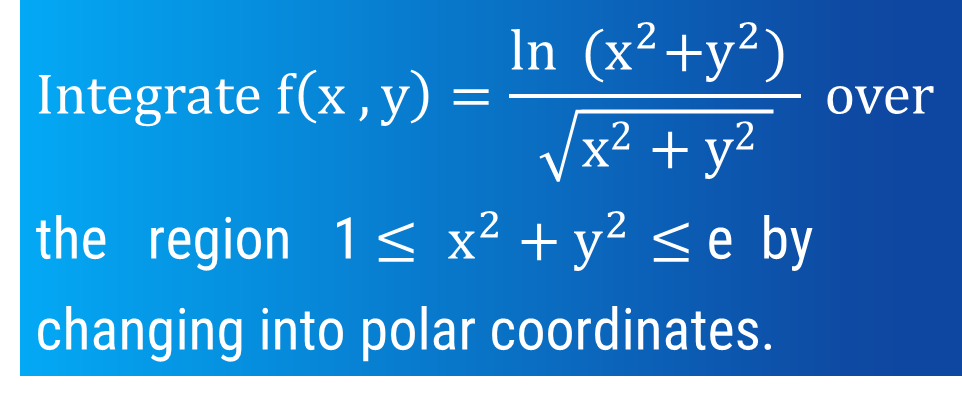 Integrate f(x , y) = ln (x²+y²) / √(x² + y²) over
the region 1 ≤ x² + y² ≤ e by
changing into polar coordinates.